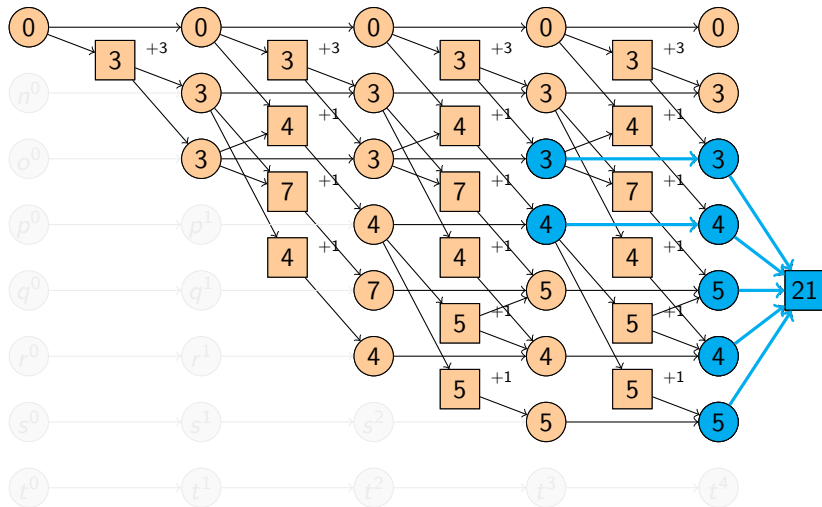 0 0 0 0 0
3 +3 3 3 +3 3 +3
n⁰ 3 3 3 3
4 +1 4 +1 4
o⁰ 3 3 3 3
7 +1 7 +1 7 +1
p⁰ p¹ 4 4 4
4 +1 4 4 +1
q⁰ q¹ 7 5 5 21
5 +1 5 +1
r⁰ r¹ 4 4 4
5 +1 5 +1
s⁰ s¹ s² 5 5
t⁰ t¹ t² t³ t⁴